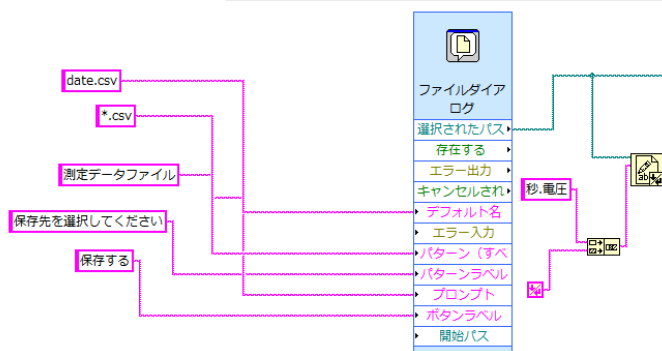 date.csv
*.csv
測定データファイル
保存先を選択してください
保存する
ファイルダイア
ログ
選択されたパス
存在する
エラー出力
キャンセルされ
デフォルト名
エラー入力
パターン（すべ
パターンラベル
プロンプト
ボタンラベル
開始パス
秒.電圧
ab